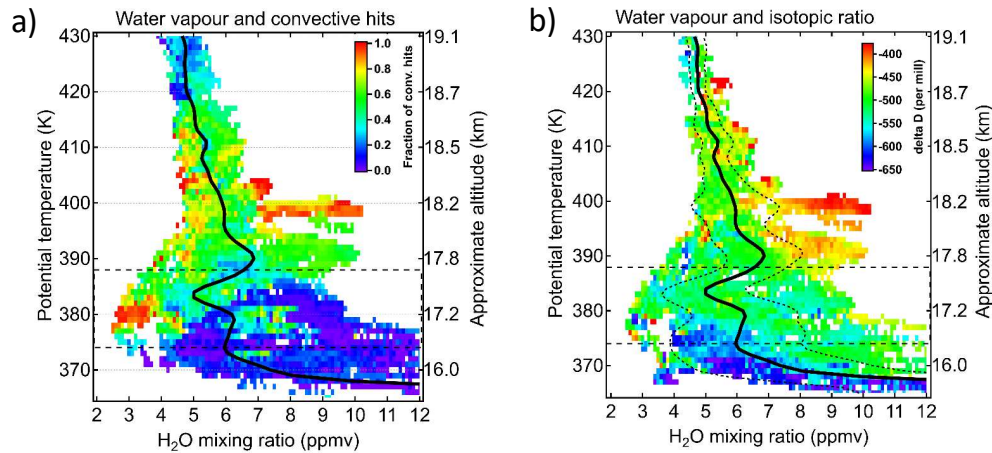 a)
Water vapour and convective hits
430
420
410
400
390
380
370
Potential temperature (K)
19.1
18.7
18.5
18.2
17.8
17.2
16.0
Approximate altitude (km)
1.0
0.8
0.6
0.4
0.2
0.0
Fraction of conv. hits
2 3 4 5 6 7 8 9 10 11 12
H2O mixing ratio (ppmv)
b)
Water vapour and isotopic ratio
430
420
410
400
390
380
370
Potential temperature (K)
19.1
18.7
18.5
18.2
17.8
17.2
16.0
Approximate altitude (km)
-400
-450
-500
-550
-600
-650
delta D (per mill)
2 3 4 5 6 7 8 9 10 11 12
H2O mixing ratio (ppmv)